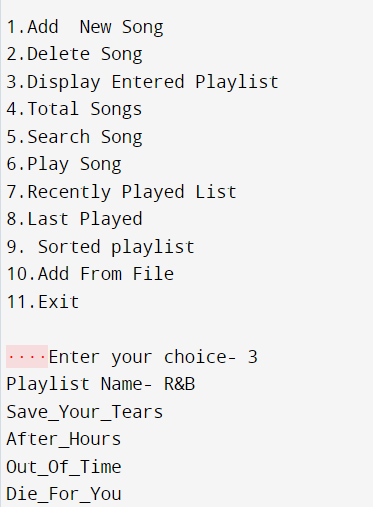 1.Add  New Song
2.Delete Song
3.Display Entered Playlist
4.Total Songs
5.Search Song
6.Play Song
7.Recently Played List
8.Last Played
9. Sorted playlist
10.Add From File
11.Exit
····Enter your choice- 3
Playlist Name- R&B
Save_Your_Tears
After_Hours
Out_Of_Time
Die_For_You